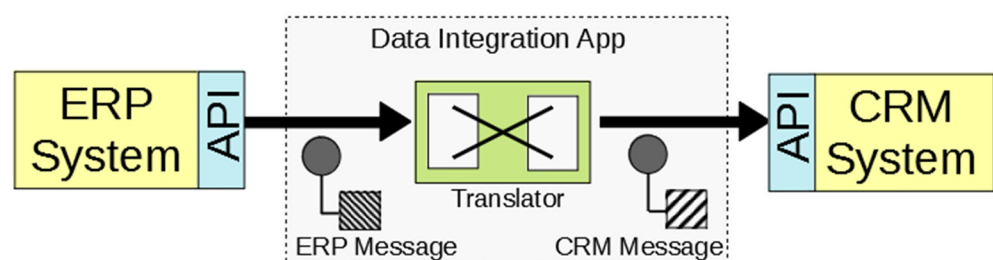 Data Integration App
ERP
System
API
Translator
ERP Message
CRM Message
API
CRM
System